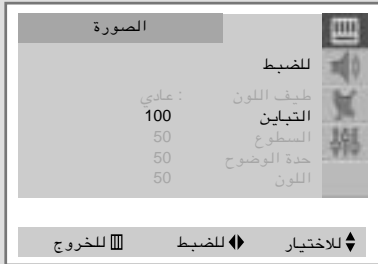 الصورة
للضبط
طيف اللون : عادي
التباين 100
السطوع 50
حدة الوضوح 50
اللون 50
للاختيار للضبط للخروج